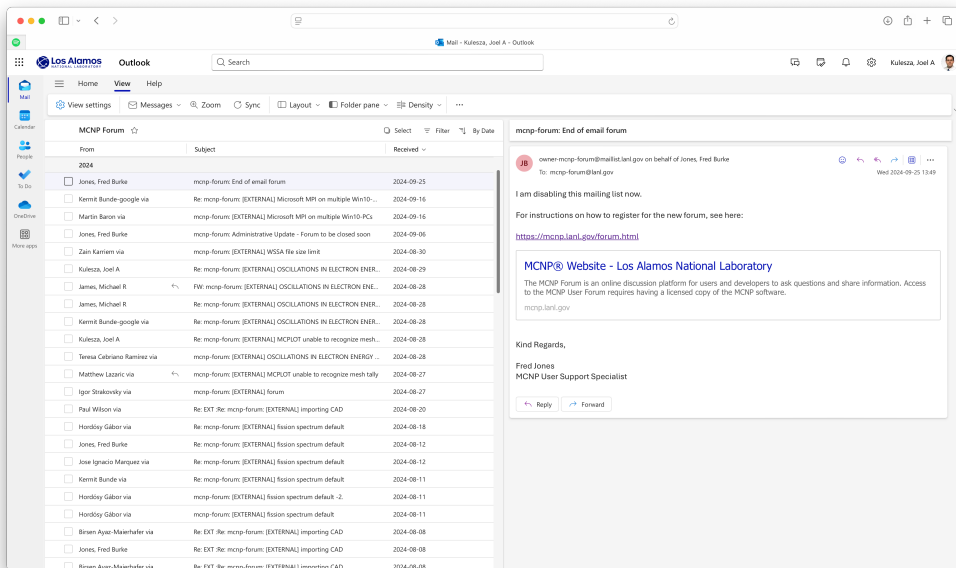 Mail - Kulesza, Joel A - Outlook
Los Alamos
NATIONAL LABORATORY
Outlook
Search
Kulesza, Joel A
Home View Help
View settings Messages Zoom Sync Layout Folder pane Density ...
Mail
Calendar
People
To Do
OneDrive
More apps
MCNP Forum Select Filter By Date
From Subject Received
2024
Jones, Fred Burke mcnp-forum: End of email forum 2024-09-25
Kermit Bunde-google via Re: mcnp-forum: [EXTERNAL] Microsoft MPI on multiple Win10-... 2024-09-16
Martin Baron via mcnp-forum: [EXTERNAL] Microsoft MPI on multiple Win10-PCs 2024-09-16
Jones, Fred Burke mcnp-forum: Administrative Update - Forum to be closed soon 2024-09-06
Zain Karriem via mcnp-forum: [EXTERNAL] WSSA file size limit 2024-08-30
Kulesza, Joel A Re: mcnp-forum: [EXTERNAL] OSCILLATIONS IN ELECTRON ENER... 2024-08-29
James, Michael R FW: mcnp-forum: [EXTERNAL] OSCILLATIONS IN ELECTRON ENE... 2024-08-28
James, Michael R Re: mcnp-forum: [EXTERNAL] OSCILLATIONS IN ELECTRON ENER... 2024-08-28
Kermit Bunde-google via Re: mcnp-forum: [EXTERNAL] OSCILLATIONS IN ELECTRON ENER... 2024-08-28
Kulesza, Joel A Re: mcnp-forum: [EXTERNAL] MCPLOT unable to recognize mesh... 2024-08-28
Teresa Cebriano Ramírez via mcnp-forum: [EXTERNAL] OSCILLATIONS IN ELECTRON ENERGY ... 2024-08-28
Matthew Lazaric via mcnp-forum: [EXTERNAL] MCPLOT unable to recognize mesh tally 2024-08-27
Igor Strakovsky via mcnp-forum: [EXTERNAL] forum 2024-08-27
Paul Wilson via Re: EXT :Re: mcnp-forum: [EXTERNAL] importing CAD 2024-08-20
Hordósy Gábor via Re: mcnp-forum: [EXTERNAL] fission spectrum default 2024-08-18
Jones, Fred Burke Re: mcnp-forum: [EXTERNAL] fission spectrum default 2024-08-12
Jose Ignacio Marquez via Re: mcnp-forum: [EXTERNAL] fission spectrum default 2024-08-12
Kermit Bunde via Re: mcnp-forum: [EXTERNAL] fission spectrum default 2024-08-11
Hordósy Gábor via mcnp-forum: [EXTERNAL] fission spectrum default -2. 2024-08-11
Hordósy Gábor via mcnp-forum: [EXTERNAL] fission spectrum default 2024-08-11
Birsen Ayaz-Maierhafer via Re: EXT :Re: mcnp-forum: [EXTERNAL] importing CAD 2024-08-08
Jones, Fred Burke Re: EXT :Re: mcnp-forum: [EXTERNAL] importing CAD 2024-08-08
Birsen Ayaz-Maierhafer via Re: EXT :Re: mcnp-forum: [EXTERNAL] importing CAD 2024-08-08
mcnp-forum: End of email forum
JB
owner-mcnp-forum@maillist.lanl.gov on behalf of Jones, Fred Burke
To: mcnp-forum@lanl.gov
Wed 2024-09-25 13:49
I am disabling this mailing list now.
For instructions on how to register for the new forum, see here:
https://mcnp.lanl.gov/forum.html
MCNP® Website - Los Alamos National Laboratory
The MCNP Forum is an online discussion platform for users and developers to ask questions and share information. Access
to the MCNP User Forum requires having a licensed copy of the MCNP software.
mcnp.lanl.gov
Kind Regards,
Fred Jones
MCNP User Support Specialist
Reply Forward